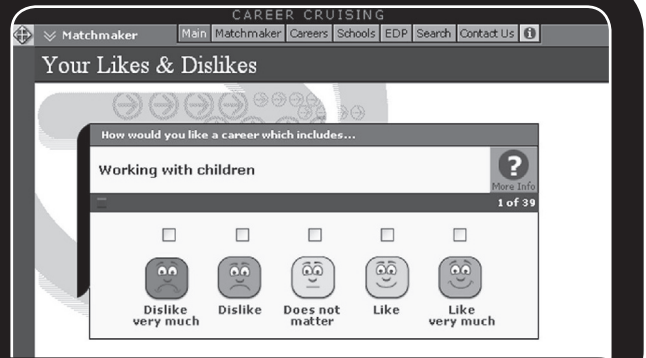 CAREER CRUISING
Matchmaker
Main Matchmaker Careers Schools EDP Search Contact Us i
Your Likes & Dislikes
How would you like a career which includes...
Working with children
?
More Info
1 of 39
Dislike very much
Dislike
Does not matter
Like
Like very much